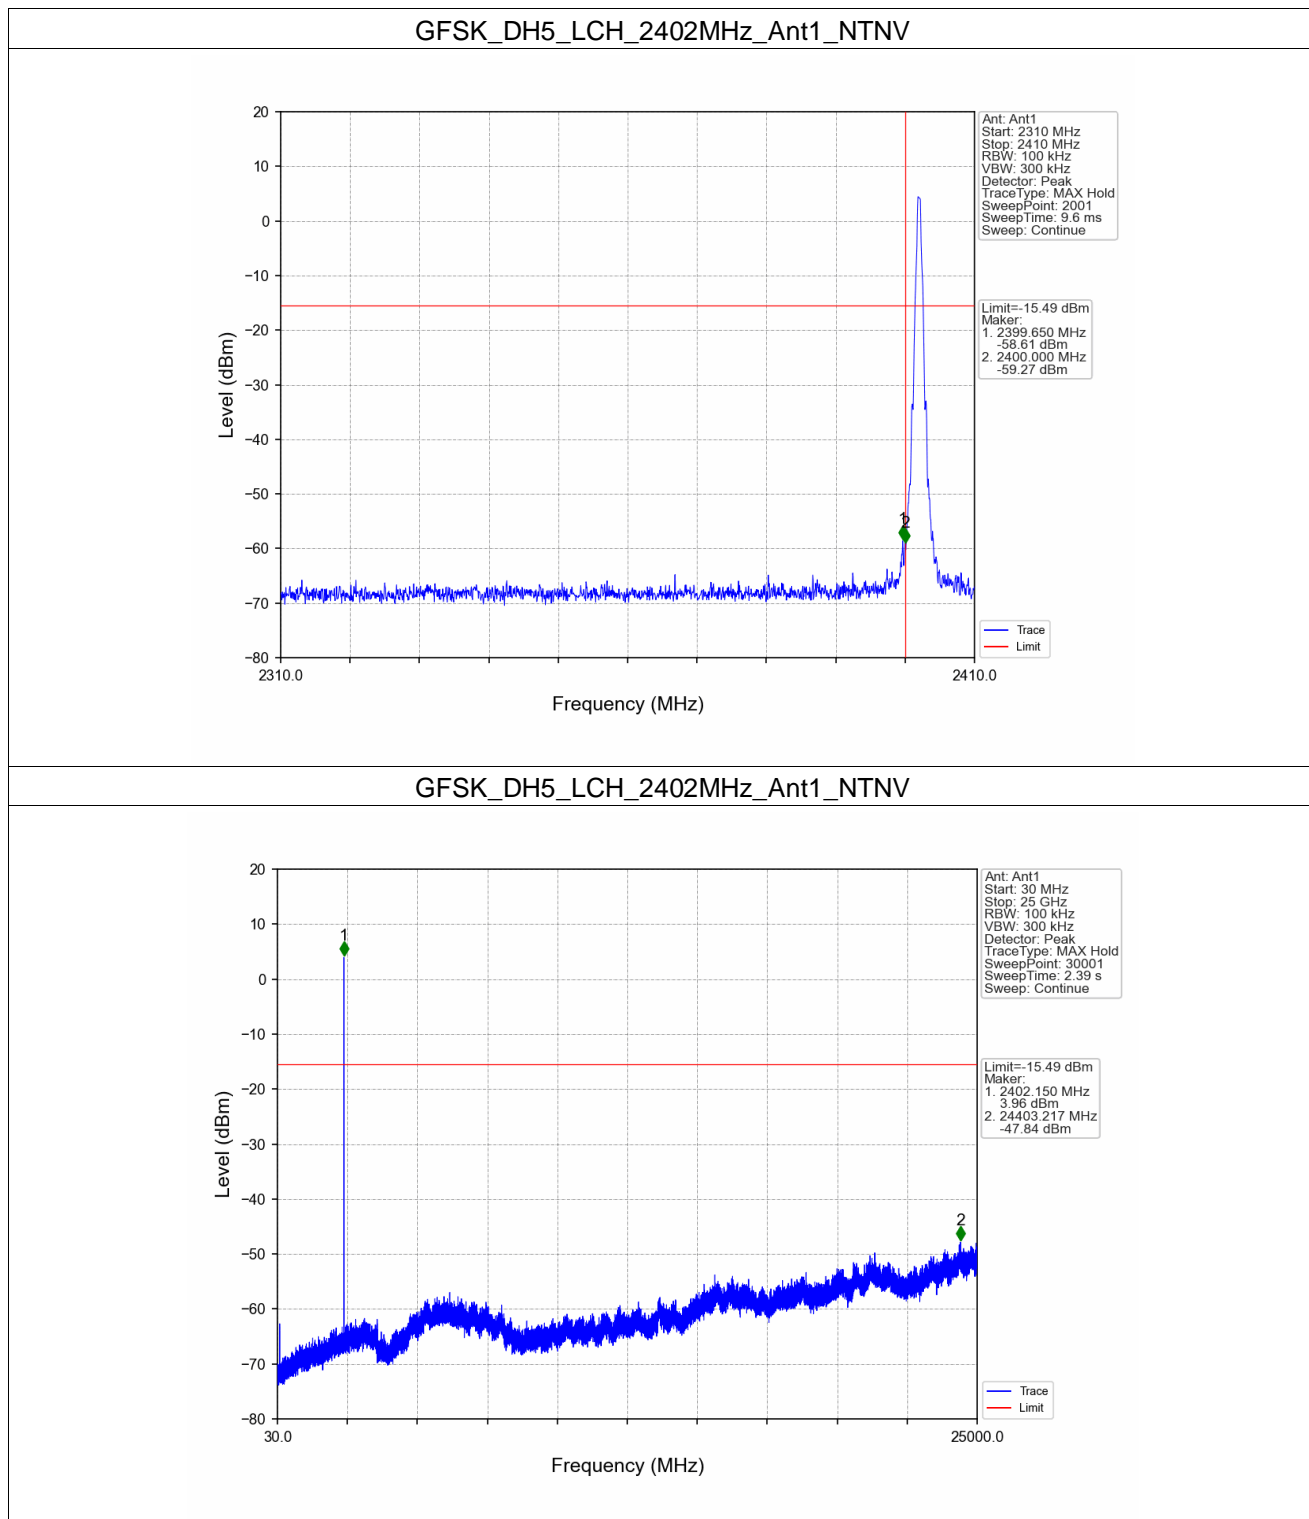 GFSK_DH5_LCH_2402MHz_Ant1_NTNV
20
10
0
−10
−20
−30
−40
−50
−60
−70
−80
Level (dBm)
2310.0
2410.0
Frequency (MHz)
1
2
Ant: Ant1
Start: 2310 MHz
Stop: 2410 MHz
RBW: 100 kHz
VBW: 300 kHz
Detector: Peak
TraceType: MAX Hold
SweepPoint: 2001
SweepTime: 9.6 ms
Sweep: Continue
Limit=-15.49 dBm
Maker:
1. 2399.650 MHz
-58.61 dBm
2. 2400.000 MHz
-59.27 dBm
Trace
Limit
GFSK_DH5_LCH_2402MHz_Ant1_NTNV
20
10
0
−10
−20
−30
−40
−50
−60
−70
−80
Level (dBm)
30.0
25000.0
Frequency (MHz)
1
2
Ant: Ant1
Start: 30 MHz
Stop: 25 GHz
RBW: 100 kHz
VBW: 300 kHz
Detector: Peak
TraceType: MAX Hold
SweepPoint: 30001
SweepTime: 2.39 s
Sweep: Continue
Limit=-15.49 dBm
Maker:
1. 2402.150 MHz
3.96 dBm
2. 24403.217 MHz
-47.84 dBm
Trace
Limit